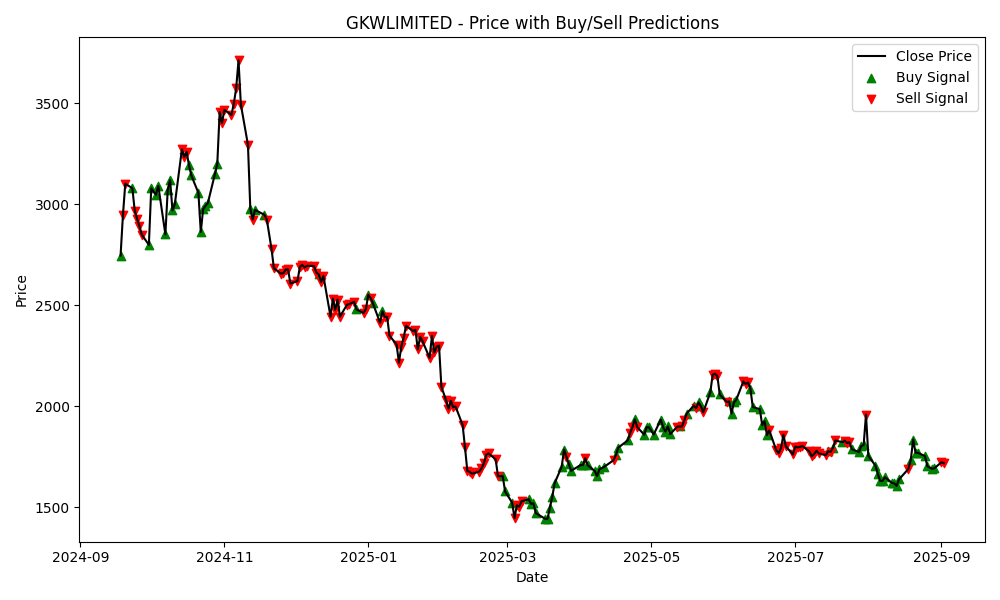 GKWLIMITED - Price with Buy/Sell Predictions
Close Price
Buy Signal
Sell Signal
Price
3500
3000
2500
2000
1500
2024-09
2024-11
2025-01
2025-03
2025-05
2025-07
2025-09
Date